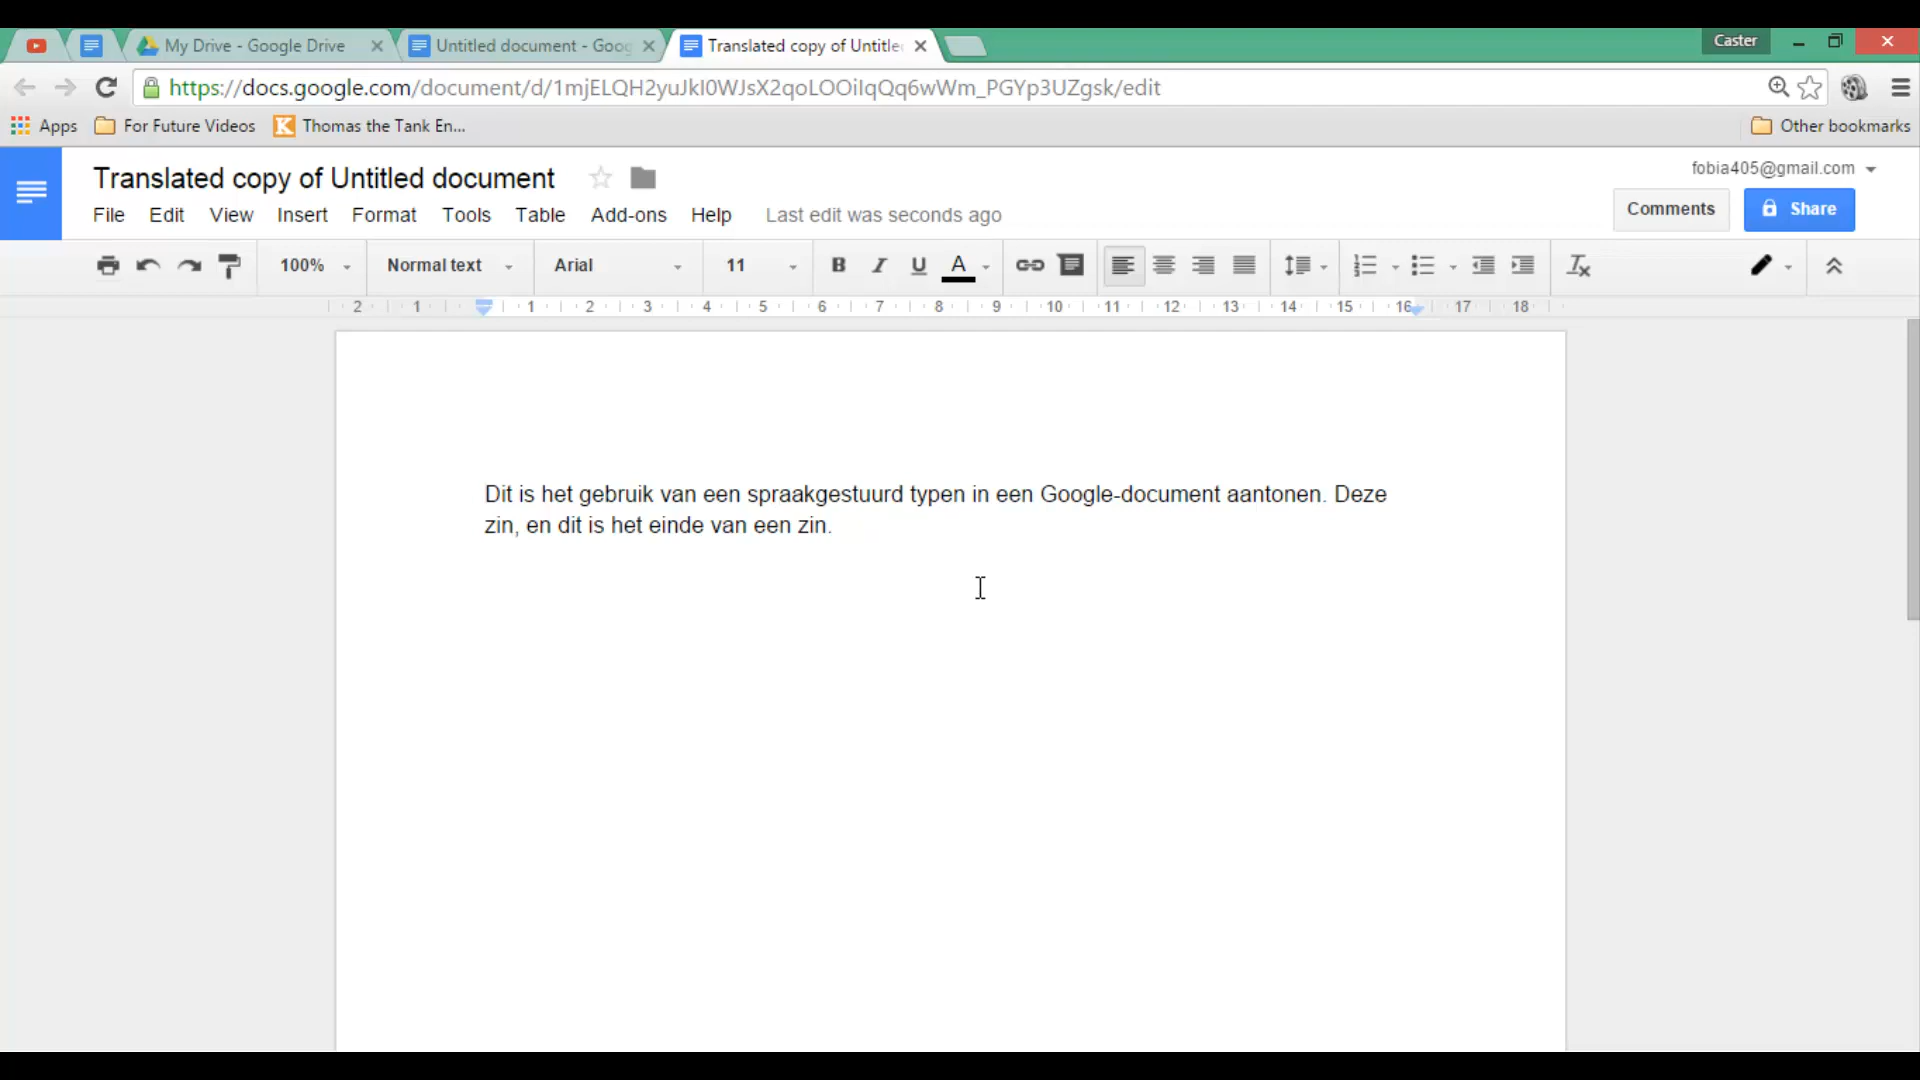 My Drive - Google Drive
Untitled document - Goog
Translated copy of Untitle
Caster
https://docs.google.com/document/d/1mjELQH2yuJkI0WJsX2qoLOOiIqQq6wWm_PGYp3UZgsk/edit
Apps For Future Videos Thomas the Tank En... Other bookmarks
Translated copy of Untitled document
fobia405@gmail.com
File Edit View Insert Format Tools Table Add-ons Help Last edit was seconds ago
Comments Share
100% Normal text Arial 11 B I U A
2 1 1 2 3 4 5 6 7 8 9 10 11 12 13 14 15 16 17 18
Dit is het gebruik van een spraakgestuurd typen in een Google-document aantonen. Deze
zin, en dit is het einde van een zin.